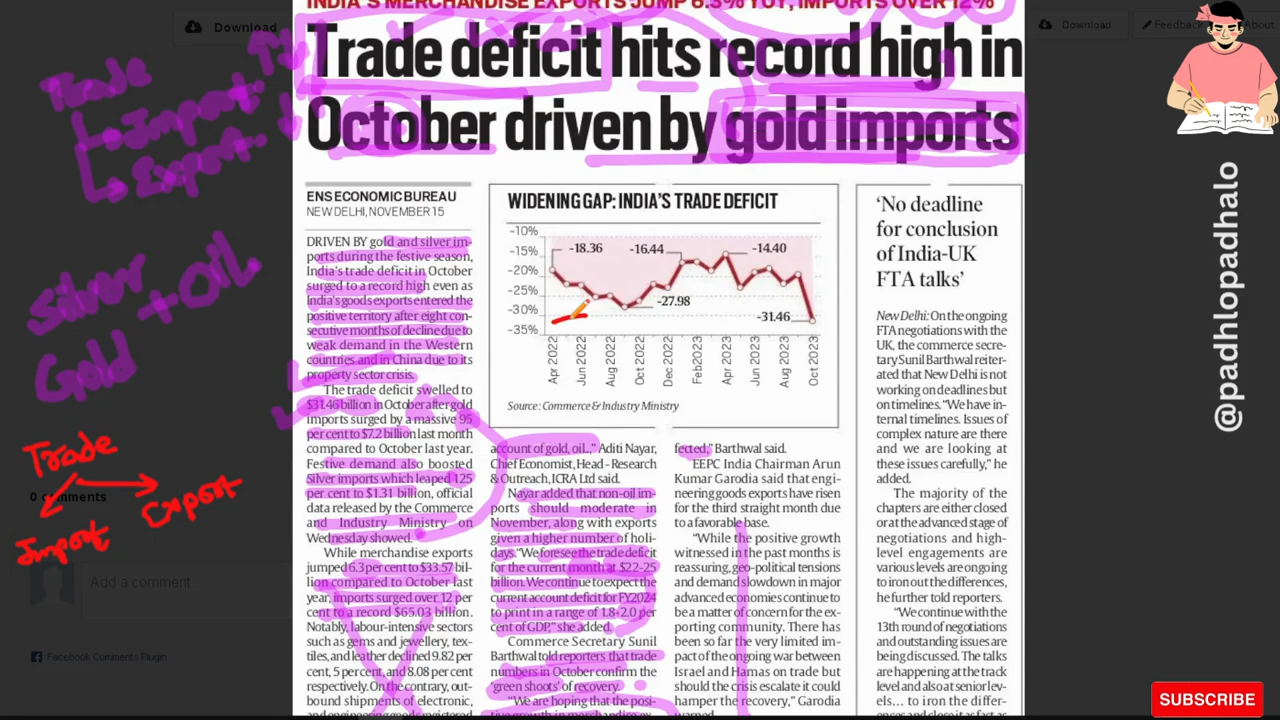 INDIA'S MERCHANDISE EXPORTS JUMP 6.3% YOY, IMPORTS OVER 12%
Trade deficit hits record high in
October driven by gold imports
Download
Download
Feedback
About
Trade
Import
Export
Silver
+ Oil
Gold
Trade
Import
Export
0 comments
Add a comment...
Facebook Comments Plugin
ENS ECONOMIC BUREAU
NEW DELHI, NOVEMBER 15
DRIVEN BY gold and silver im-
ports during the festive season,
India's trade deficit in October
surged to a record high even as
India's goods exports entered the
positive territory after eight con-
secutive months of decline due to
weak demand in the Western
countries and in China due to its
property sector crisis.
The trade deficit swelled to
$31.46 billion in October after gold
imports surged by a massive 95
per cent to $7.2 billion last month
compared to October last year.
Festive demand also boosted
Silver imports which leaped 125
per cent to $1.31 billion, official
data released by the Commerce
and Industry Ministry on
Wednesday showed.
While merchandise exports
jumped 6.3 per cent to $33.57 bil-
lion compared to October last
year, imports surged over 12 per
cent to a record $65.03 billion.
Notably, labour-intensive sectors
such as gems and jewellery, tex-
tiles, and leather declined 9.82 per
cent, 5 per cent, and 8.08 per cent
respectively. On the contrary, out-
bound shipments of electronic,
WIDENING GAP: INDIA'S TRADE DEFICIT
-10%
-15%
-20%
-25%
-30%
-35%
-18.36
-16.44
-14.40
-27.98
-31.46
Apr 2022
Jun 2022
Aug 2022
Oct 2022
Dec 2022
Feb 2023
Apr 2023
Jun 2023
Aug 2023
Oct 2023
Source: Commerce & Industry Ministry
account of gold, oil..," Aditi Nayar,
Chief Economist, Head - Research
& Outreach, ICRA Ltd said.
Nayar added that non-oil im-
ports should moderate in
November, along with exports
given a higher number of holi-
days. "We foresee the trade deficit
for the current month at $22-25
billion. We continue to expect the
current account deficit for FY2024
to print in a range of 1.8-2.0 per
cent of GDP," she added.
Commerce Secretary Sunil
Barthwal told reporters that trade
numbers in October confirm the
'green shoots' of recovery.
"We are hoping that the posi-
fected," Barthwal said.
EEPC India Chairman Arun
Kumar Garodia said that engi-
neering goods exports have risen
for the third straight month due
to a favorable base.
"While the positive growth
witnessed in the past months is
reassuring, geo-political tensions
and demand slowdown in major
advanced economies continue to
be a matter of concern for the ex-
porting community. There has
been so far the very limited im-
pact of the ongoing war between
Israel and Hamas on trade but
should the crisis escalate it could
hamper the recovery," Garodia
warned.
'No deadline
for conclusion
of India-UK
FTA talks'
New Delhi: On the ongoing
FTA negotiations with the
UK, the commerce secre-
tary Sunil Barthwal reiter-
ated that New Delhi is not
working on deadlines but
on timelines. "We have in-
ternal timelines. Issues of
complex nature are there
and we are looking at
these issues carefully," he
added.
The majority of the
chapters are either closed
or at the advanced stage of
negotiations and high-
level engagements are
various levels are ongoing
to iron out the differences,
he further told reporters.
"We continue with the
13th round of negotiations
and outstanding issues are
being discussed. The talks
are happening at the track
level and also at senior lev-
els... to iron the differ-
@padhlopadhalo
SUBSCRIBE